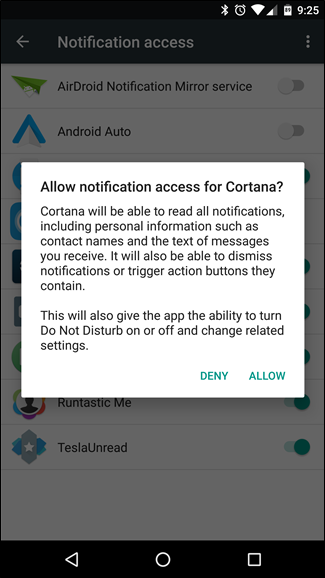 9:25
Notification access
AirDroid Notification Mirror service
Android Auto
Allow notification access for Cortana?
Cortana will be able to read all notifications,
including personal information such as
contact names and the text of messages
you receive. It will also be able to dismiss
notifications or trigger action buttons they
contain.
This will also give the app the ability to turn
Do Not Disturb on or off and change related
settings.
DENY ALLOW
Runtastic Me
TeslaUnread